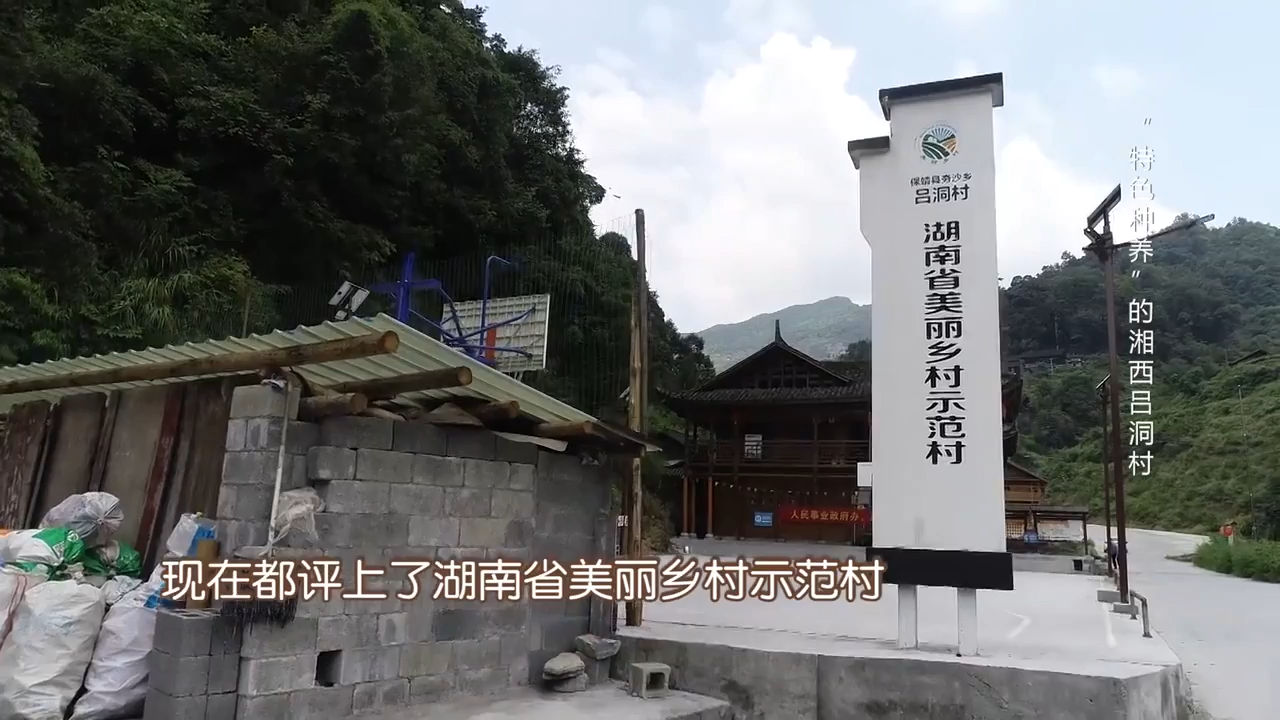 保靖县夯沙乡
吕洞村
湖南省美丽乡村示范村
“特色种养”的湘西吕洞村
人民事业政府办
现在都评上了湖南省美丽乡村示范村